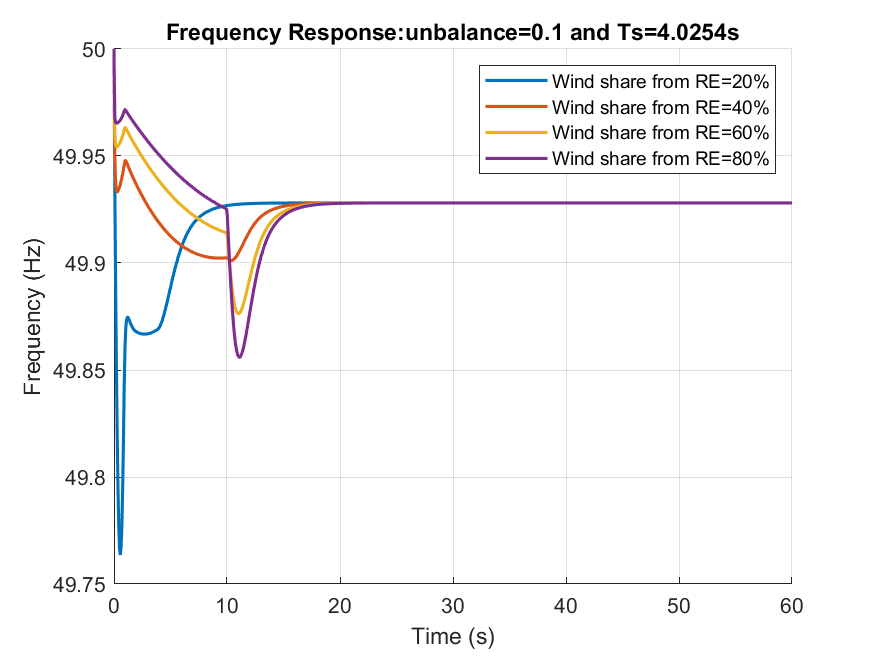 Frequency Response:unbalance=0.1 and Ts=4.0254s
50
49.95
49.9
49.85
49.8
49.75
Frequency (Hz)
Wind share from RE=20%
Wind share from RE=40%
Wind share from RE=60%
Wind share from RE=80%
0 10 20 30 40 50 60
Time (s)